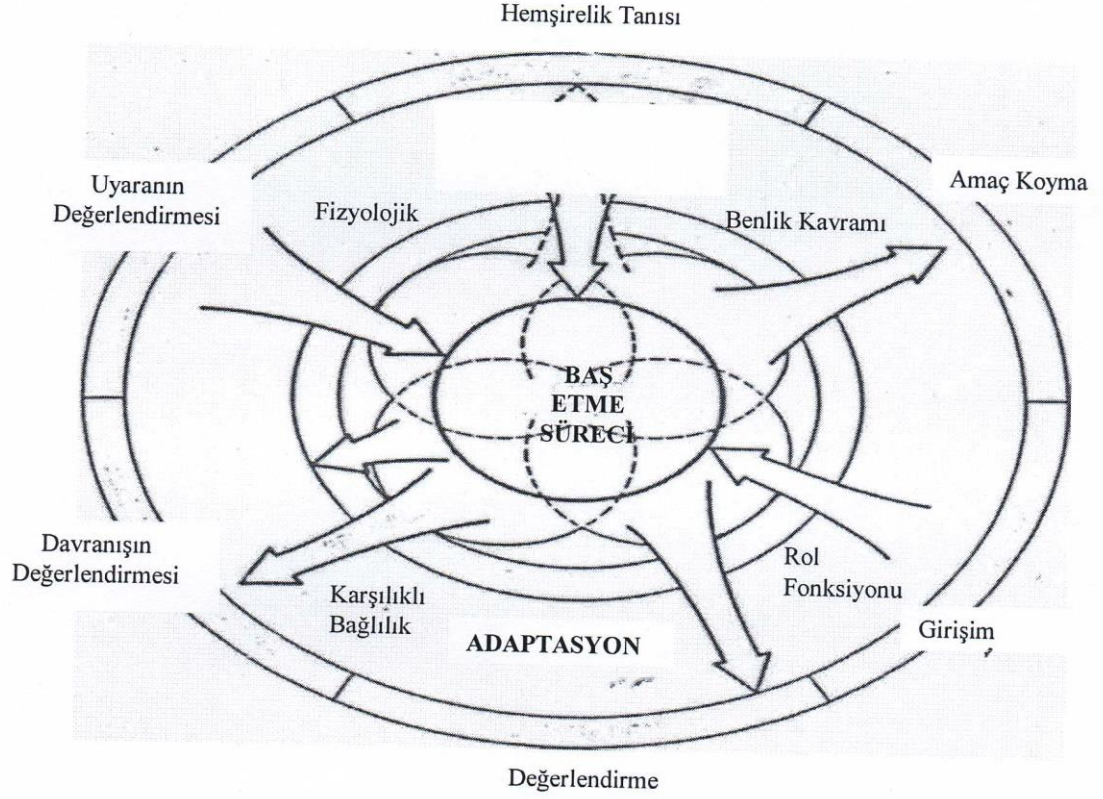 Hemşirelik Tanısı
Uyaranın
Değerlendirmesi
Fizyolojik
Benlik Kavramı
Amaç Koyma
BAŞ
ETME
SÜRECİ
Davranışın
Değerlendirmesi
Karşılıklı
Bağlılık
ADAPTASYON
Rol
Fonksiyonu
Girişim
Değerlendirme